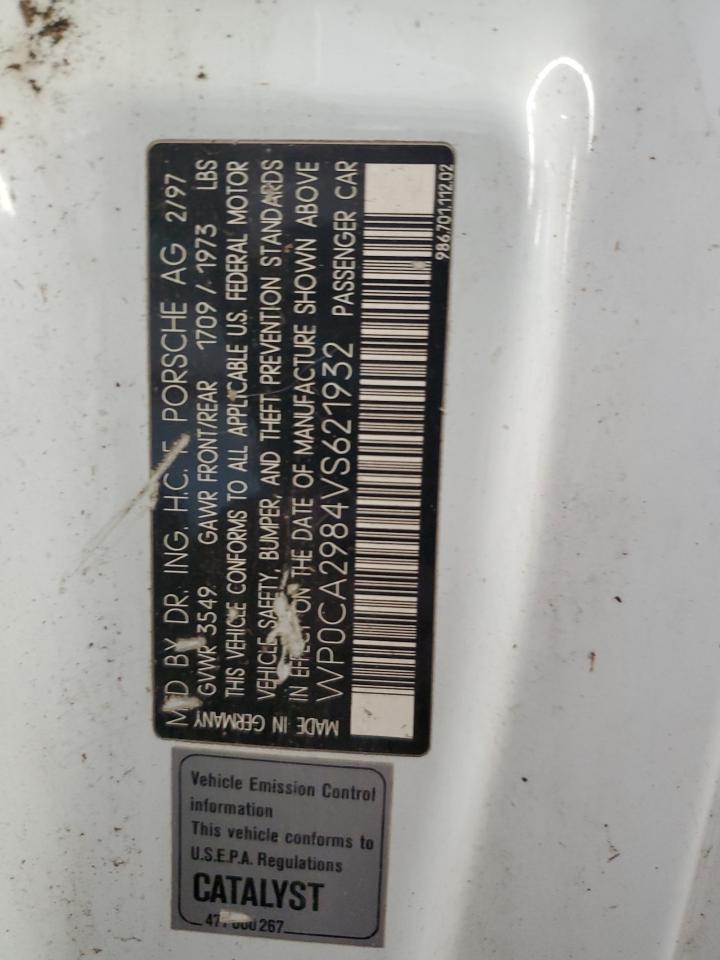 MFD BY DR. ING. H.C. F. PORSCHE AG 2/97
GVWR 3549 GAWR FRONT/REAR 1709 / 1973 LBS
THIS VEHICLE CONFORMS TO ALL APPLICABLE U.S. FEDERAL MOTOR
VEHICLE SAFETY, BUMPER, AND THEFT PREVENTION STANDARDS
IN EFFECT ON THE DATE OF MANUFACTURE SHOWN ABOVE
WP0CA2984VS621932 PASSENGER CAR
MADE IN GERMANY
986.701.112.02
Vehicle Emission Control
information
This vehicle conforms to
U.S.E.P.A. Regulations
CATALYST
267